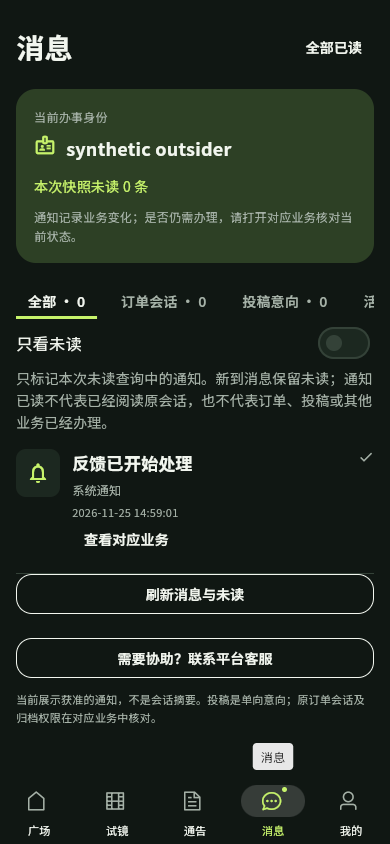 消息
全部已读
当前办事身份
synthetic outsider
本次快照未读 0 条
通知记录业务变化；是否仍需办理，请打开对应业务核对当
前状态。
全部 · 0
订单会话 · 0
投稿意向 · 0
只看未读
只标记本次未读查询中的通知。新到消息保留未读；通知
已读不代表已经阅读原会话，也不代表订单、投稿或其他
业务已经办理。
反馈已开始处理
系统通知
2026-11-25 14:59:01
查看对应业务
刷新消息与未读
需要协助？联系平台客服
当前展示获准的通知，不是会话摘要。投稿是单向意向；原订单会话及
归档权限在对应业务中核对。
消息
广场
试镜
通告
消息
我的